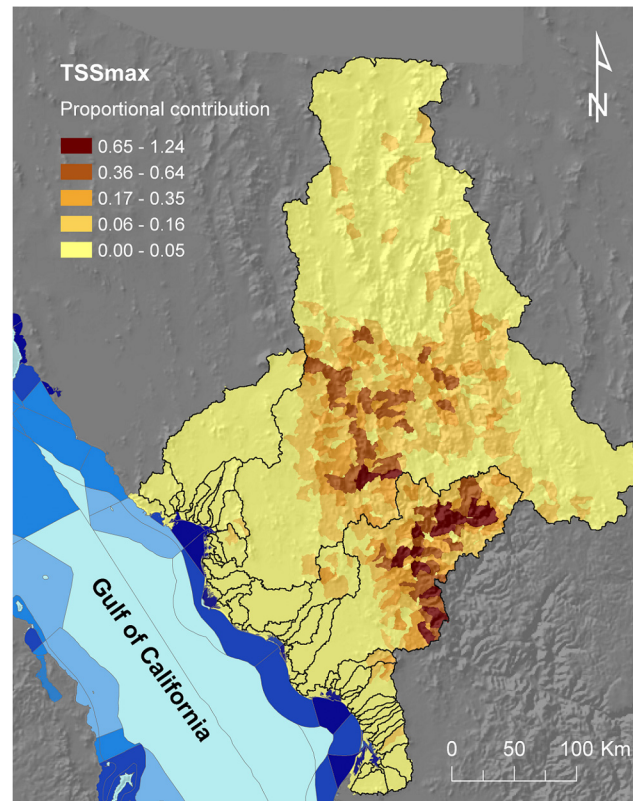 TSSmax
Proportional contribution
0.65 - 1.24
0.36 - 0.64
0.17 - 0.35
0.06 - 0.16
0.00 - 0.05
N
Gulf of California
0 50 100 Km